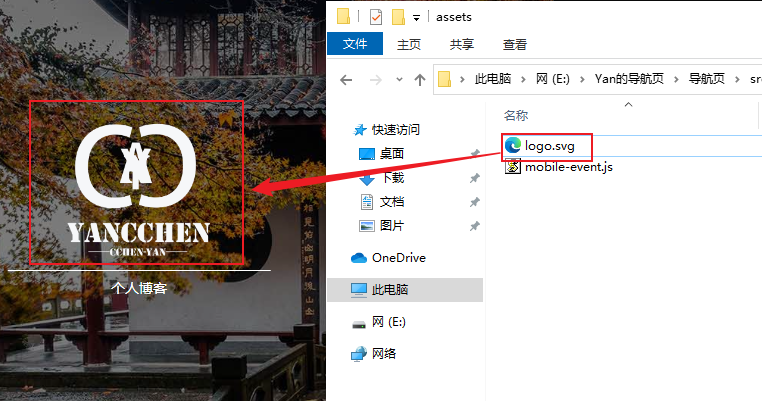 YANCCHEN
CCHEN-YAN
个人博客
assets
文件
主页
共享
查看
此电脑
网 (E:)
Yan的导航页
导航页
sr
名称
快速访问
桌面
下载
文档
图片
OneDrive
此电脑
网 (E:)
网络
logo.svg
mobile-event.js